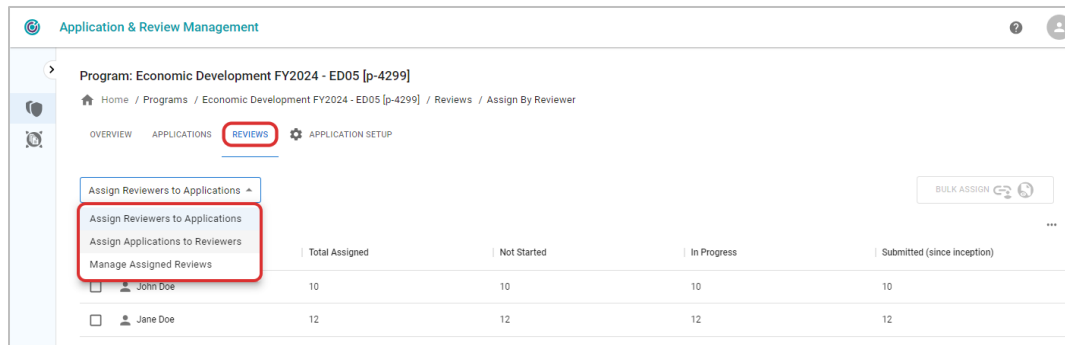 Application & Review Management
Program: Economic Development FY2024 - ED05 [p-4299]
Home / Programs / Economic Development FY2024 - ED05 [p-4299] / Reviews / Assign By Reviewer
OVERVIEW APPLICATIONS REVIEWS APPLICATION SETUP
Assign Reviewers to Applications BULK ASSIGN
Assign Reviewers to Applications
Assign Applications to Reviewers
Manage Assigned Reviews
Total Assigned Not Started In Progress Submitted (since inception)
John Doe 10 10 10 10
Jane Doe 12 12 12 12